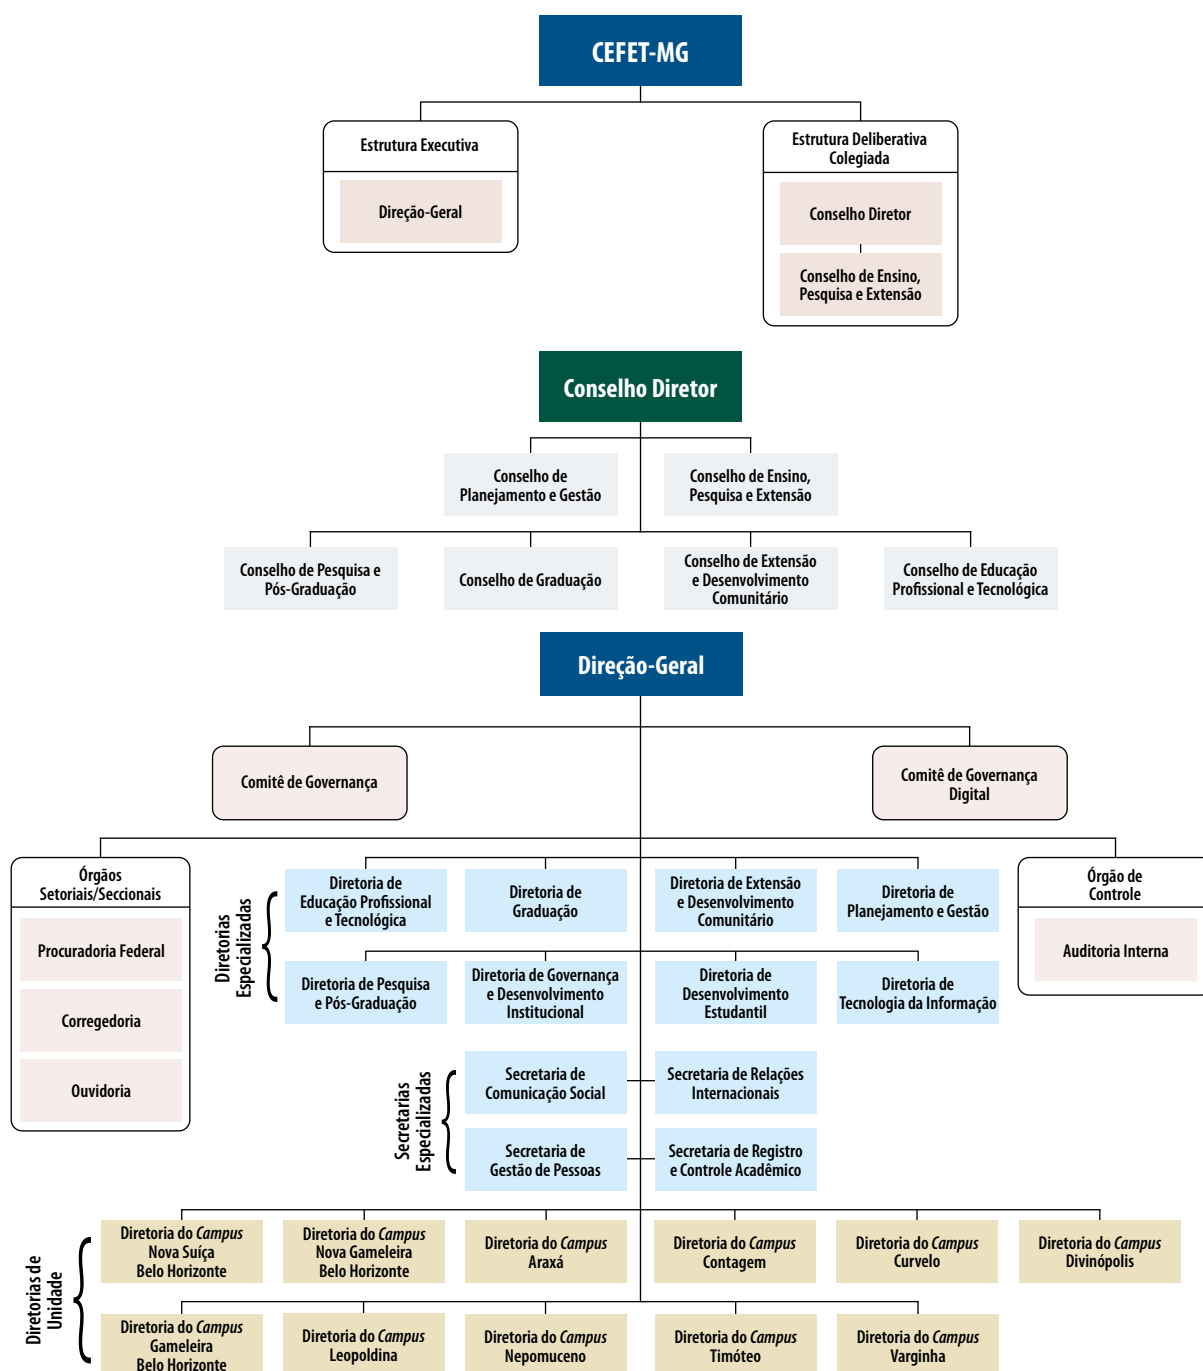 CEFET-MG
Estrutura Executiva
Direção-Geral
Estrutura Deliberativa
Colegiada
Conselho Diretor
Conselho de Ensino,
Pesquisa e Extensão
Conselho Diretor
Conselho de
Planejamento e Gestão
Conselho de Ensino,
Pesquisa e Extensão
Conselho de Pesquisa e
Pós-Graduação
Conselho de Graduação
Conselho de Extensão
e Desenvolvimento
Comunitário
Conselho de Educação
Profissional e Tecnológica
Direção-Geral
Comitê de Governança
Comitê de Governança
Digital
Órgãos
Setoriais/Seccionais
Procuradoria Federal
Corregedoria
Ouvidoria
Diretorias
Especializadas
Diretoria de
Educação Profissional
e Tecnológica
Diretoria de
Graduação
Diretoria de Extensão
e Desenvolvimento
Comunitário
Diretoria de
Planejamento e Gestão
Diretoria de Pesquisa
e Pós-Graduação
Diretoria de Governança
e Desenvolvimento
Institucional
Diretoria de
Desenvolvimento
Estudantil
Diretoria de
Tecnologia da Informação
Órgão de
Controle
Auditoria Interna
Secretarias
Especializadas
Secretaria de
Comunicação Social
Secretaria de Relações
Internacionais
Secretaria de
Gestão de Pessoas
Secretaria de Registro
e Controle Acadêmico
Diretorias de
Unidade
Diretoria do Campus
Nova Suíça
Belo Horizonte
Diretoria do Campus
Nova Gameleira
Belo Horizonte
Diretoria do Campus
Araxá
Diretoria do Campus
Contagem
Diretoria do Campus
Curvelo
Diretoria do Campus
Divinópolis
Diretoria do Campus
Gameleira
Belo Horizonte
Diretoria do Campus
Leopoldina
Diretoria do Campus
Nepomuceno
Diretoria do Campus
Timóteo
Diretoria do Campus
Varginha